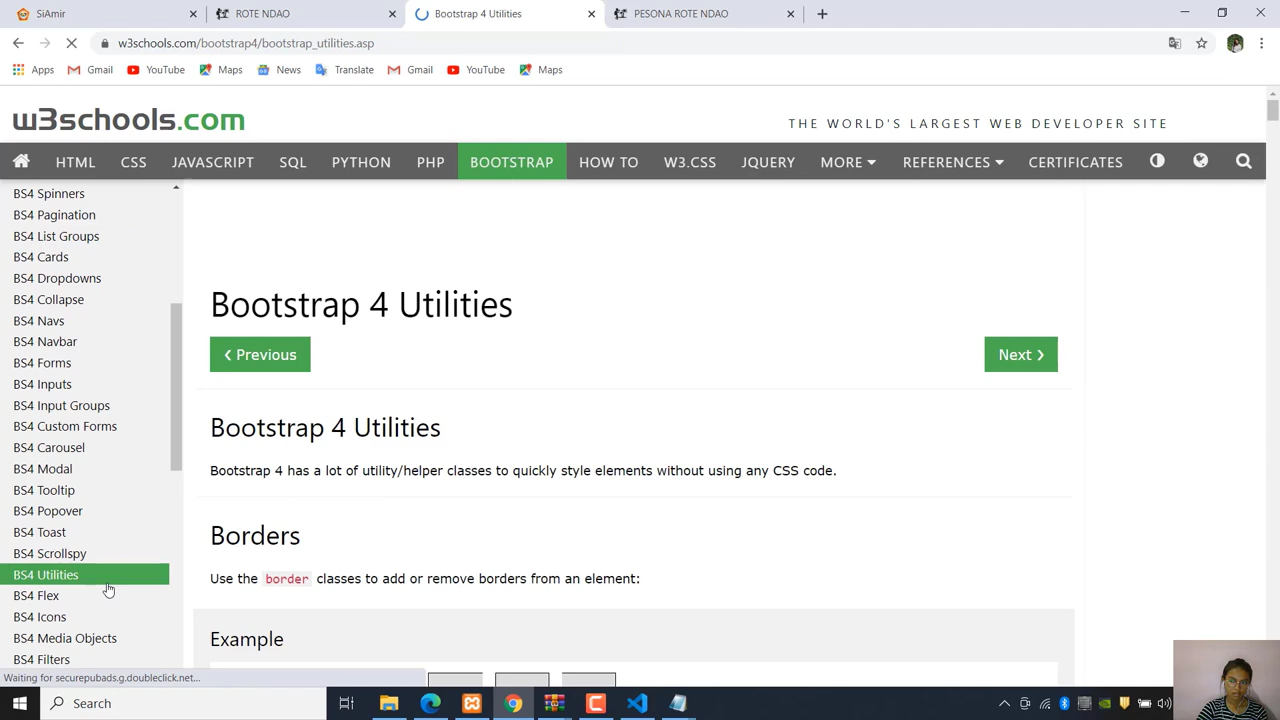 SiAmir
ROTE NDAO
Bootstrap 4 Utilities
PESONA ROTE NDAO
w3schools.com/bootstrap4/bootstrap_utilities.asp
Apps Gmail YouTube Maps News Translate Gmail YouTube Maps
w3schools.com
THE WORLD'S LARGEST WEB DEVELOPER SITE
HTML CSS JAVASCRIPT SQL PYTHON PHP BOOTSTRAP HOW TO W3.CSS JQUERY MORE REFERENCES CERTIFICATES
BS4 Spinners
BS4 Pagination
BS4 List Groups
BS4 Cards
BS4 Dropdowns
BS4 Collapse
BS4 Navs
BS4 Navbar
BS4 Forms
BS4 Inputs
BS4 Input Groups
BS4 Custom Forms
BS4 Carousel
BS4 Modal
BS4 Tooltip
BS4 Popover
BS4 Toast
BS4 Scrollspy
BS4 Utilities
BS4 Flex
BS4 Icons
BS4 Media Objects
BS4 Filters
Bootstrap 4 Utilities
❮ Previous
Next ❯
Bootstrap 4 Utilities
Bootstrap 4 has a lot of utility/helper classes to quickly style elements without using any CSS code.
Borders
Use the border classes to add or remove borders from an element:
Example
Waiting for securepubads.g.doubleclick.net...
Search